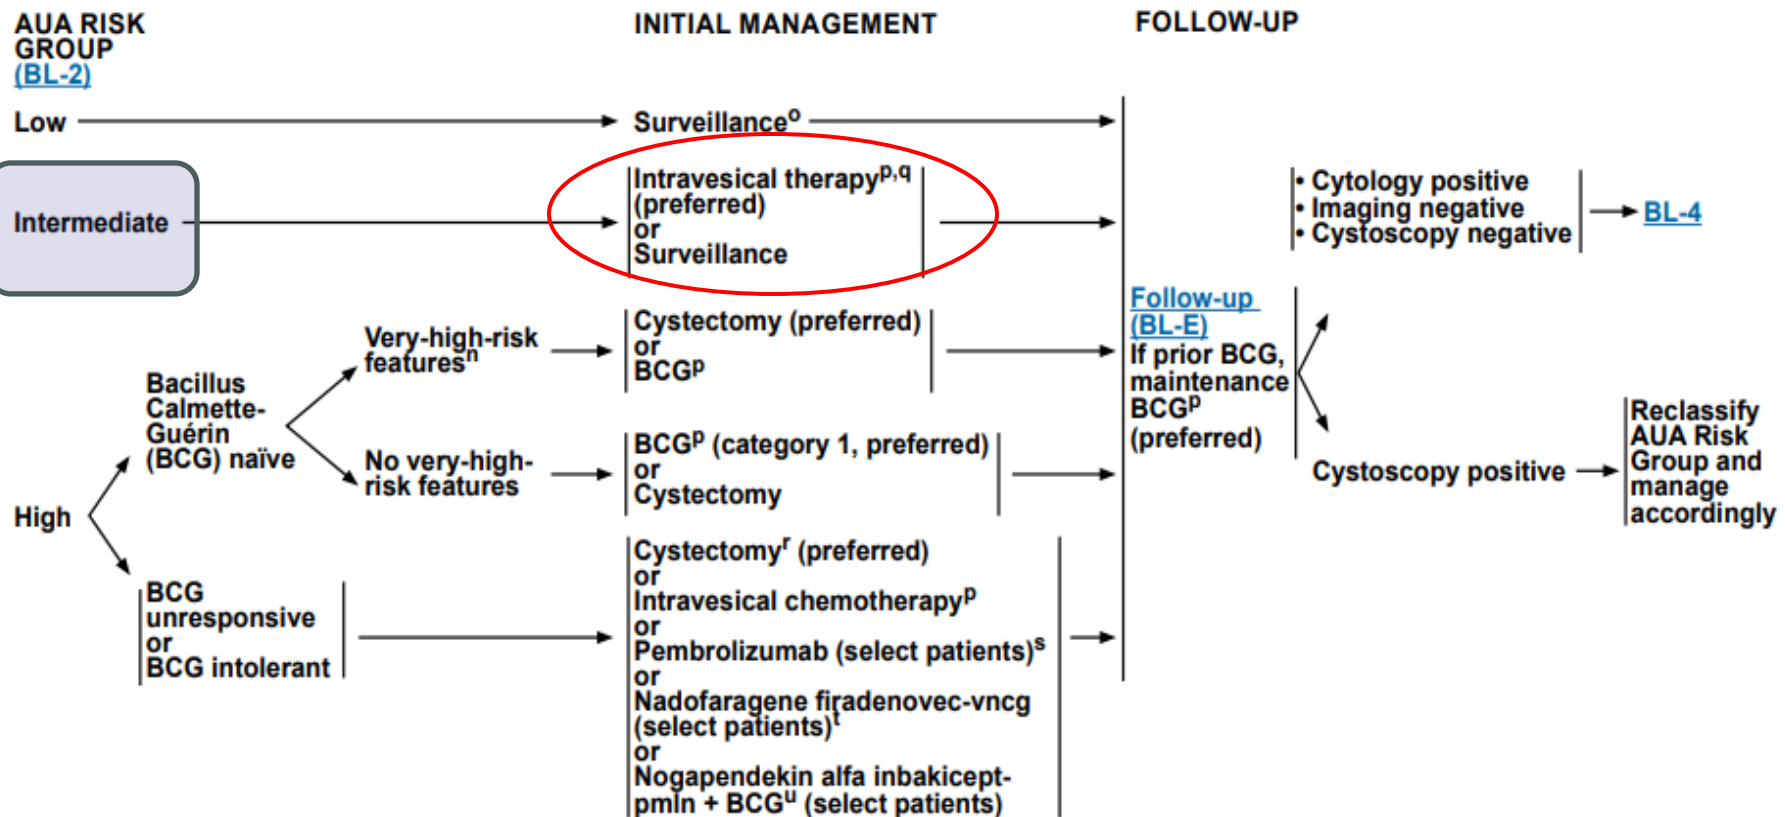 AUA RISK
GROUP
(BL-2)
INITIAL MANAGEMENT
FOLLOW-UP
Low
Surveillanceᵒ
Intermediate
Intravesical therapyᵖ,q
(preferred)
or
Surveillance
• Cytology positive
• Imaging negative
• Cystoscopy negative
BL-4
High
Bacillus
Calmette-
Guérin
(BCG) naïve
Very-high-risk
featuresⁿ
Cystectomy (preferred)
or
BCGᵖ
No very-high-
risk features
BCGᵖ (category 1, preferred)
or
Cystectomy
BCG
unresponsive
or
BCG intolerant
Cystectomyʳ (preferred)
or
Intravesical chemotherapyᵖ
or
Pembrolizumab (select patients)ˢ
or
Nadofaragene firadenovec-vncg
(select patients)ᵗ
or
Nogapendekin alfa inbakicept-
pmln + BCGᵘ (select patients)
Follow-up
(BL-E)
If prior BCG,
maintenance
BCGᵖ
(preferred)
Cystoscopy positive
Reclassify
AUA Risk
Group and
manage
accordingly